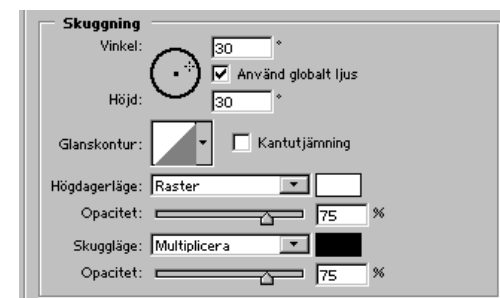 Skuggning
Vinkel: 30 °
Använd globalt ljus
Höjd: 30 °
Glanskontur: Kantutjämning
Högdagerläge: Raster
Opacitet: 75 %
Skuggläge: Multiplicera
Opacitet: 75 %